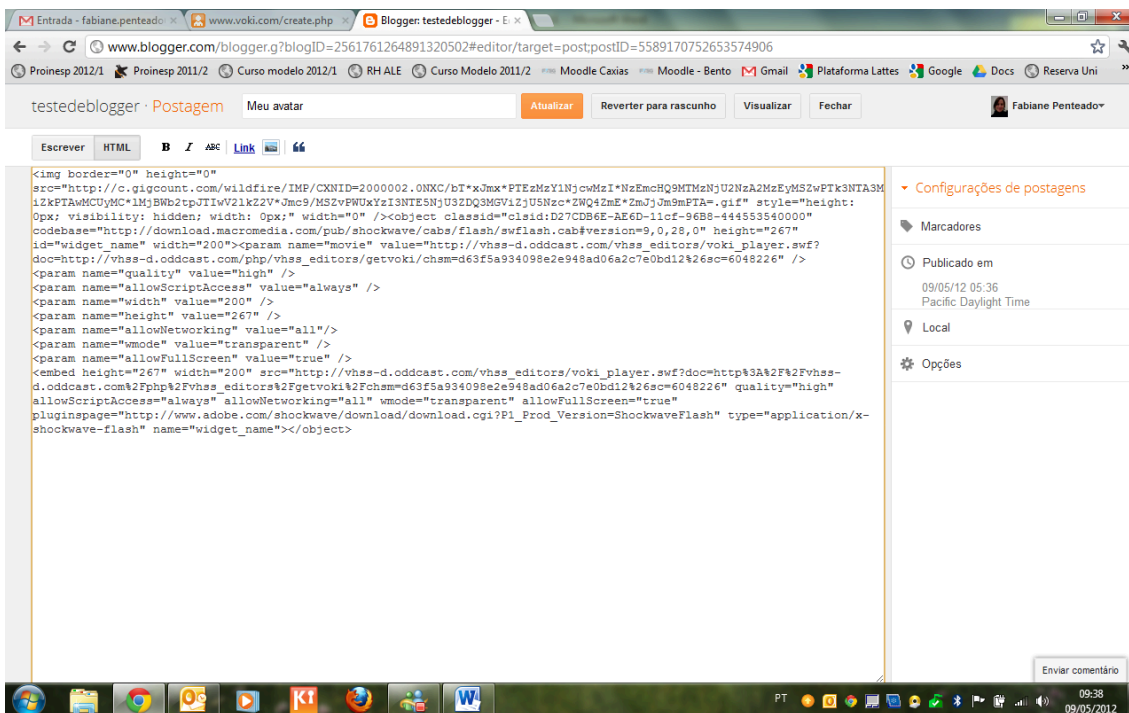 Entrada - fabiane.penteado
www.voki.com/create.php
Blogger: testedeblogger - E
www.blogger.com/blogger.g?blogID=2561761264891320502#editor/target=post;postID=5589170752653574906
Proinesp 2012/1 Proinesp 2011/2 Curso modelo 2012/1 RH ALE Curso Modelo 2011/2 Moodle Caxias Moodle - Bento Gmail Plataforma Lattes Google Docs Reserva Uni »
testedeblogger · Postagem Meu avatar Atualizar Reverter para rascunho Visualizar Fechar Fabiane Penteado
Escrever HTML B I ABC Link
<img border="0" height="0"
src="http://c.gigcount.com/wildfire/IMP/CXNID=2000002.0NXC/bT*xJmx*PTEzMzY1NjcwMzI*NzEmcHQ9MTMzNjU2NzA2MzEyMSZwPTk3NTA3M
iZkPTAwMCUyMC*lMjBWb2tpJTIwV2lkZ2V*Jmc9/MSZvPWUxYzI3NTE5NjU3ZDQ3MGViZjU5Nzc*ZWQ4ZmE*ZmJjJm9mPTA=.gif" style="height:
0px; visibility: hidden; width: 0px;" width="0" /><object classid="clsid:D27CDB6E-AE6D-11cf-96B8-444553540000"
codebase="http://download.macromedia.com/pub/shockwave/cabs/flash/swflash.cab#version=9,0,28,0" height="267"
id="widget_name" width="200"><param name="movie" value="http://vhss-d.oddcast.com/vhss_editors/voki_player.swf?
doc=http://vhss-d.oddcast.com/php/vhss_editors/getvoki/chsm=d63f5a934098e2e948ad06a2c7e0bd12%26sc=6048226" />
<param name="quality" value="high" />
<param name="allowScriptAccess" value="always" />
<param name="width" value="200" />
<param name="height" value="267" />
<param name="allowNetworking" value="all"/>
<param name="wmode" value="transparent" />
<param name="allowFullScreen" value="true" />
<embed height="267" width="200" src="http://vhss-d.oddcast.com/vhss_editors/voki_player.swf?doc=http%3A%2F%2Fvhss-
d.oddcast.com%2Fphp%2Fvhss_editors%2Fgetvoki%2Fchsm=d63f5a934098e2e948ad06a2c7e0bd12%26sc=6048226" quality="high"
allowScriptAccess="always" allowNetworking="all" wmode="transparent" allowFullScreen="true"
pluginspage="http://www.adobe.com/shockwave/download/download.cgi?P1_Prod_Version=ShockwaveFlash" type="application/x-
shockwave-flash" name="widget_name"></object>
Configurações de postagens
Marcadores
Publicado em
09/05/12 05:36
Pacific Daylight Time
Local
Opções
Enviar comentário
PT
09:38
09/05/2012